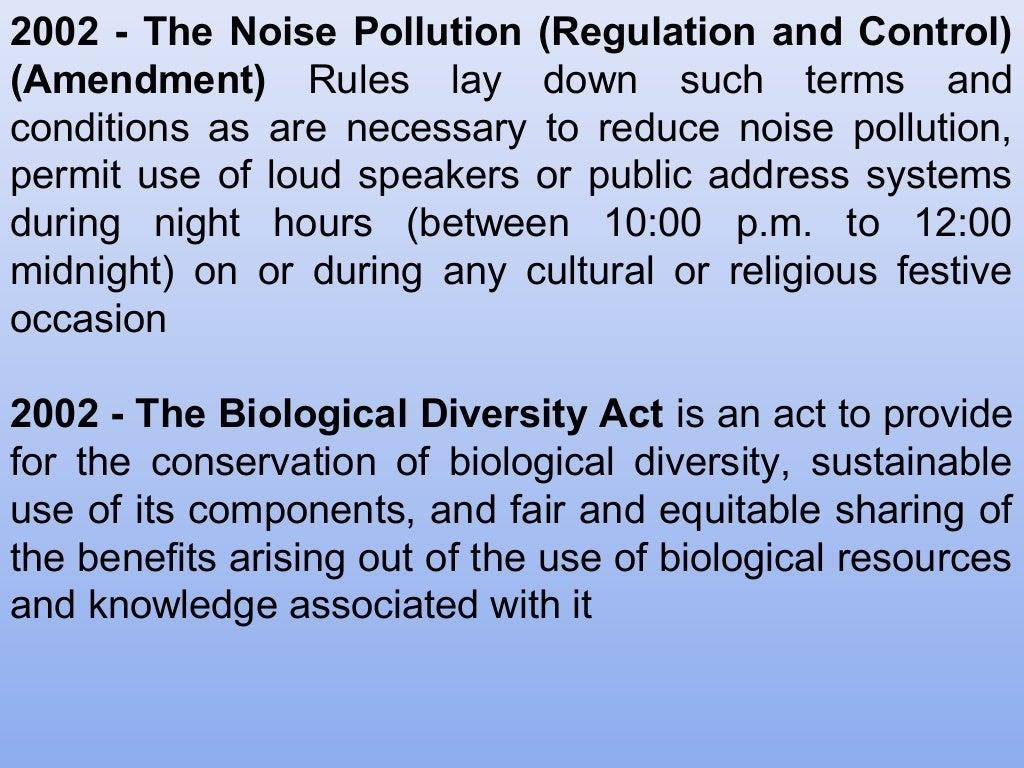 2002 - The Noise Pollution (Regulation and Control)
(Amendment) Rules lay down such terms and
conditions as are necessary to reduce noise pollution,
permit use of loud speakers or public address systems
during night hours (between 10:00 p.m. to 12:00
midnight) on or during any cultural or religious festive
occasion
2002 - The Biological Diversity Act is an act to provide
for the conservation of biological diversity, sustainable
use of its components, and fair and equitable sharing of
the benefits arising out of the use of biological resources
and knowledge associated with it